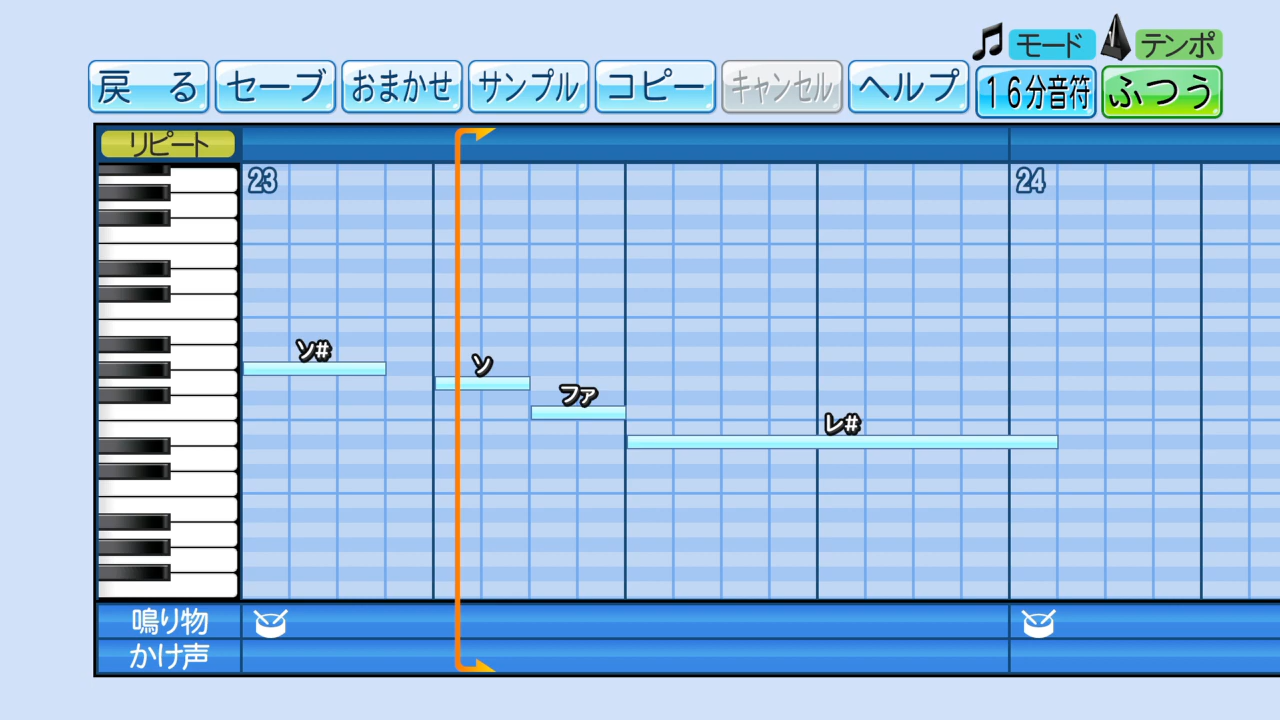 モード テンポ
戻る セーブ おまかせ サンプル コピー キャンセル ヘルプ 16分音符 ふつう
リピート
23 24
ソ#
ソ
ファ
レ#
鳴り物
かけ声